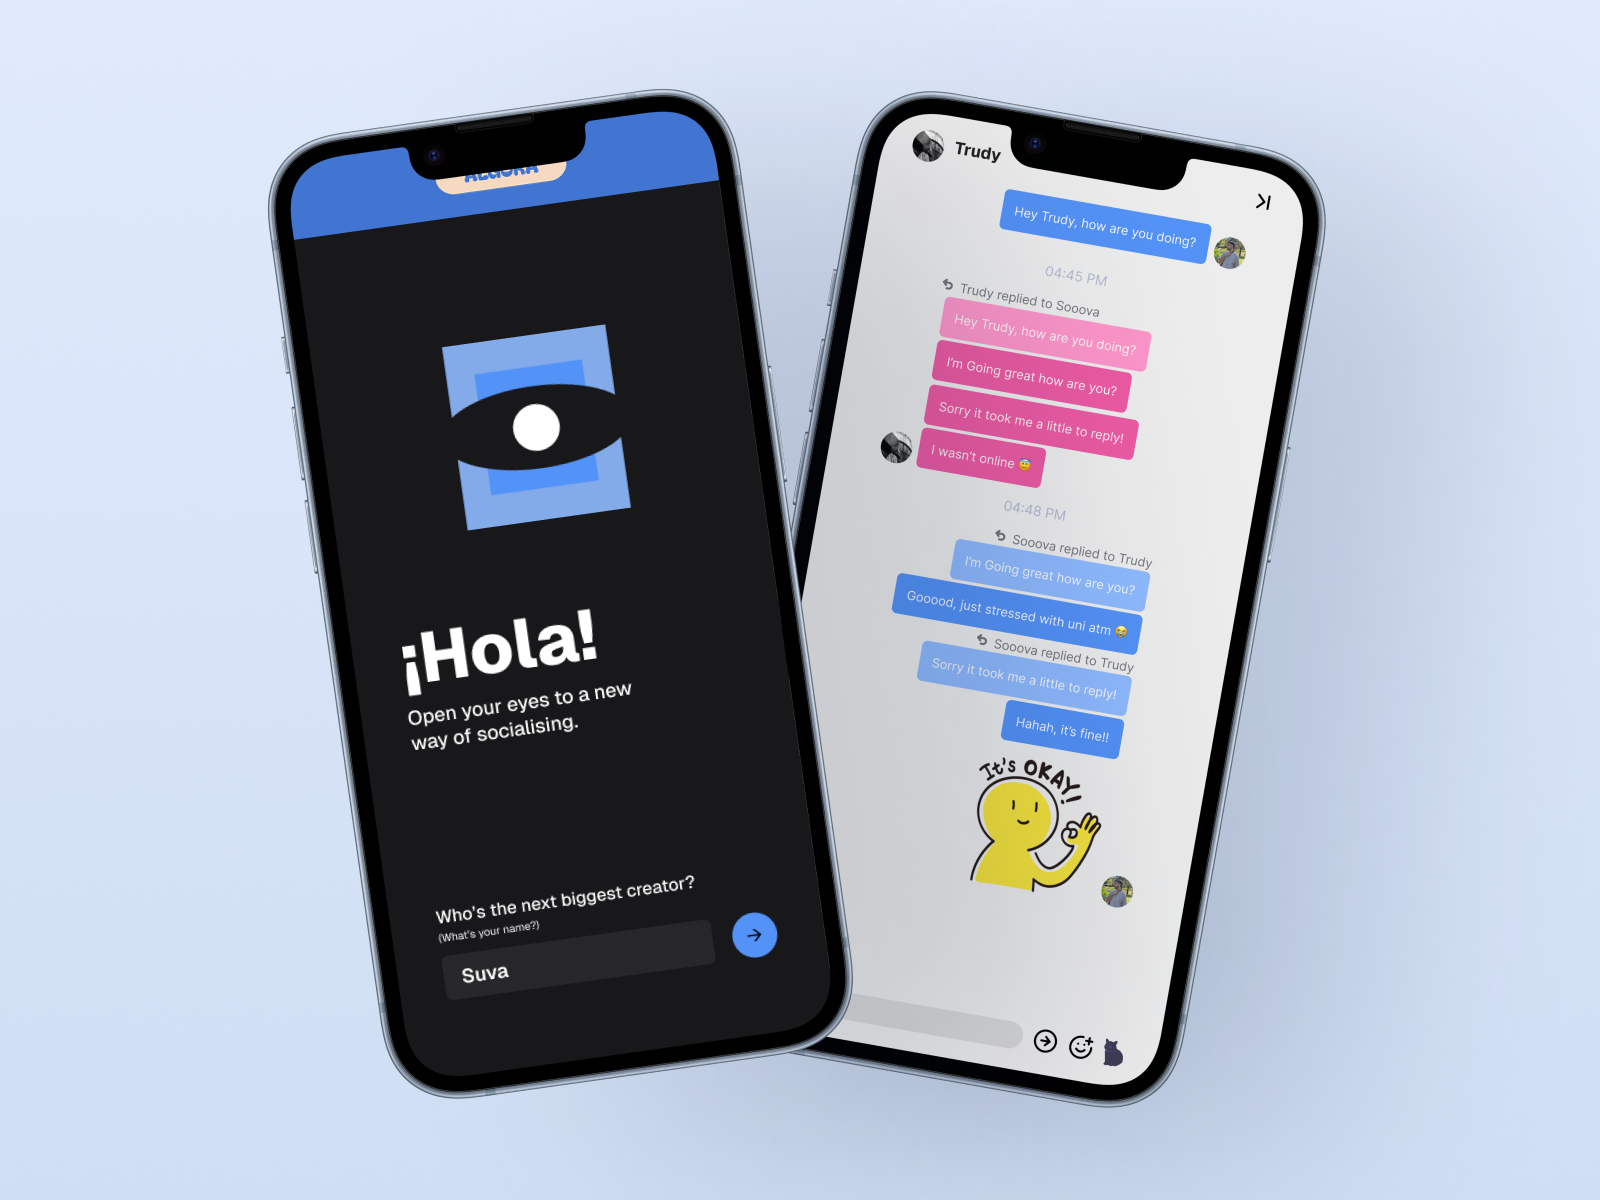 ¡Hola!
Open your eyes to a new
way of socialising.
Who's the next biggest creator?
(What's your name?)
Suva
Trudy
Hey Trudy, how are you doing?
04:45 PM
Trudy replied to Sooova
Hey Trudy, how are you doing?
I'm Going great how are you?
Sorry it took me a little to reply!
I wasn't online 😇
04:48 PM
Sooova replied to Trudy
I'm Going great how are you?
Gooood, just stressed with uni atm 😂
Sooova replied to Trudy
Sorry it took me a little to reply!
Hahah, it's fine!!
It's OKAY!